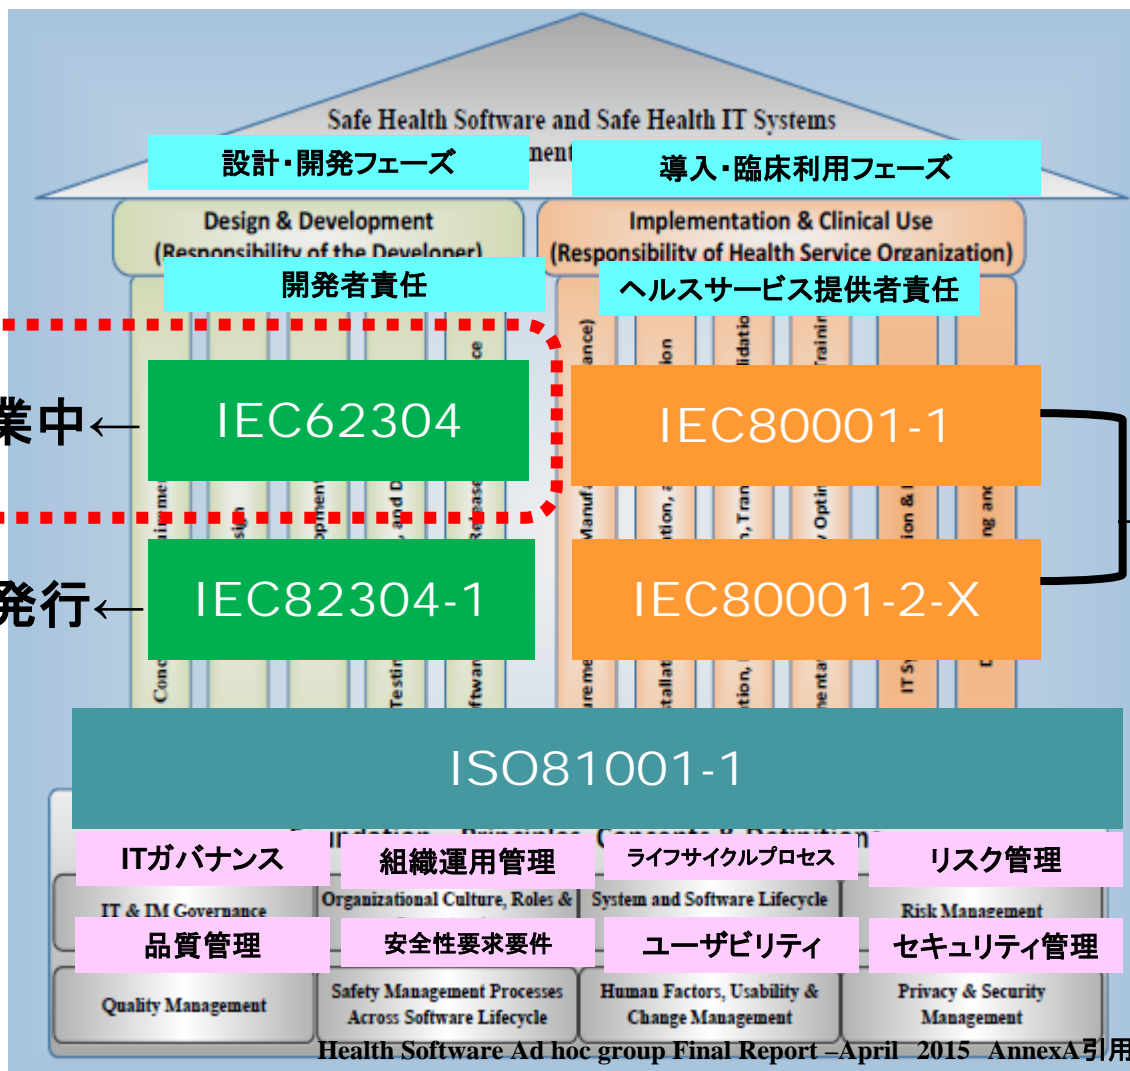 Safe Health Software and Safe Health IT Systems
設計・開発フェーズ
導入・臨床利用フェーズ
Design & Development
(Responsibility of the Developer)
Implementation & Clinical Use
(Responsibility of Health Service Organization)
開発者責任
ヘルスサービス提供者責任
業中←
IEC62304
IEC80001-1
発行←
IEC82304-1
IEC80001-2-X
ISO81001-1
ITガバナンス
組織運用管理
ライフサイクルプロセス
リスク管理
IT & IM Governance
Organizational Culture, Roles &
System and Software Lifecycle
Risk Management
品質管理
安全性要求要件
ユーザビリティ
セキュリティ管理
Quality Management
Safety Management Processes
Across Software Lifecycle
Human Factors, Usability &
Change Management
Privacy & Security
Management
Health Software Ad hoc group Final Report –April 2015 AnnexA引用